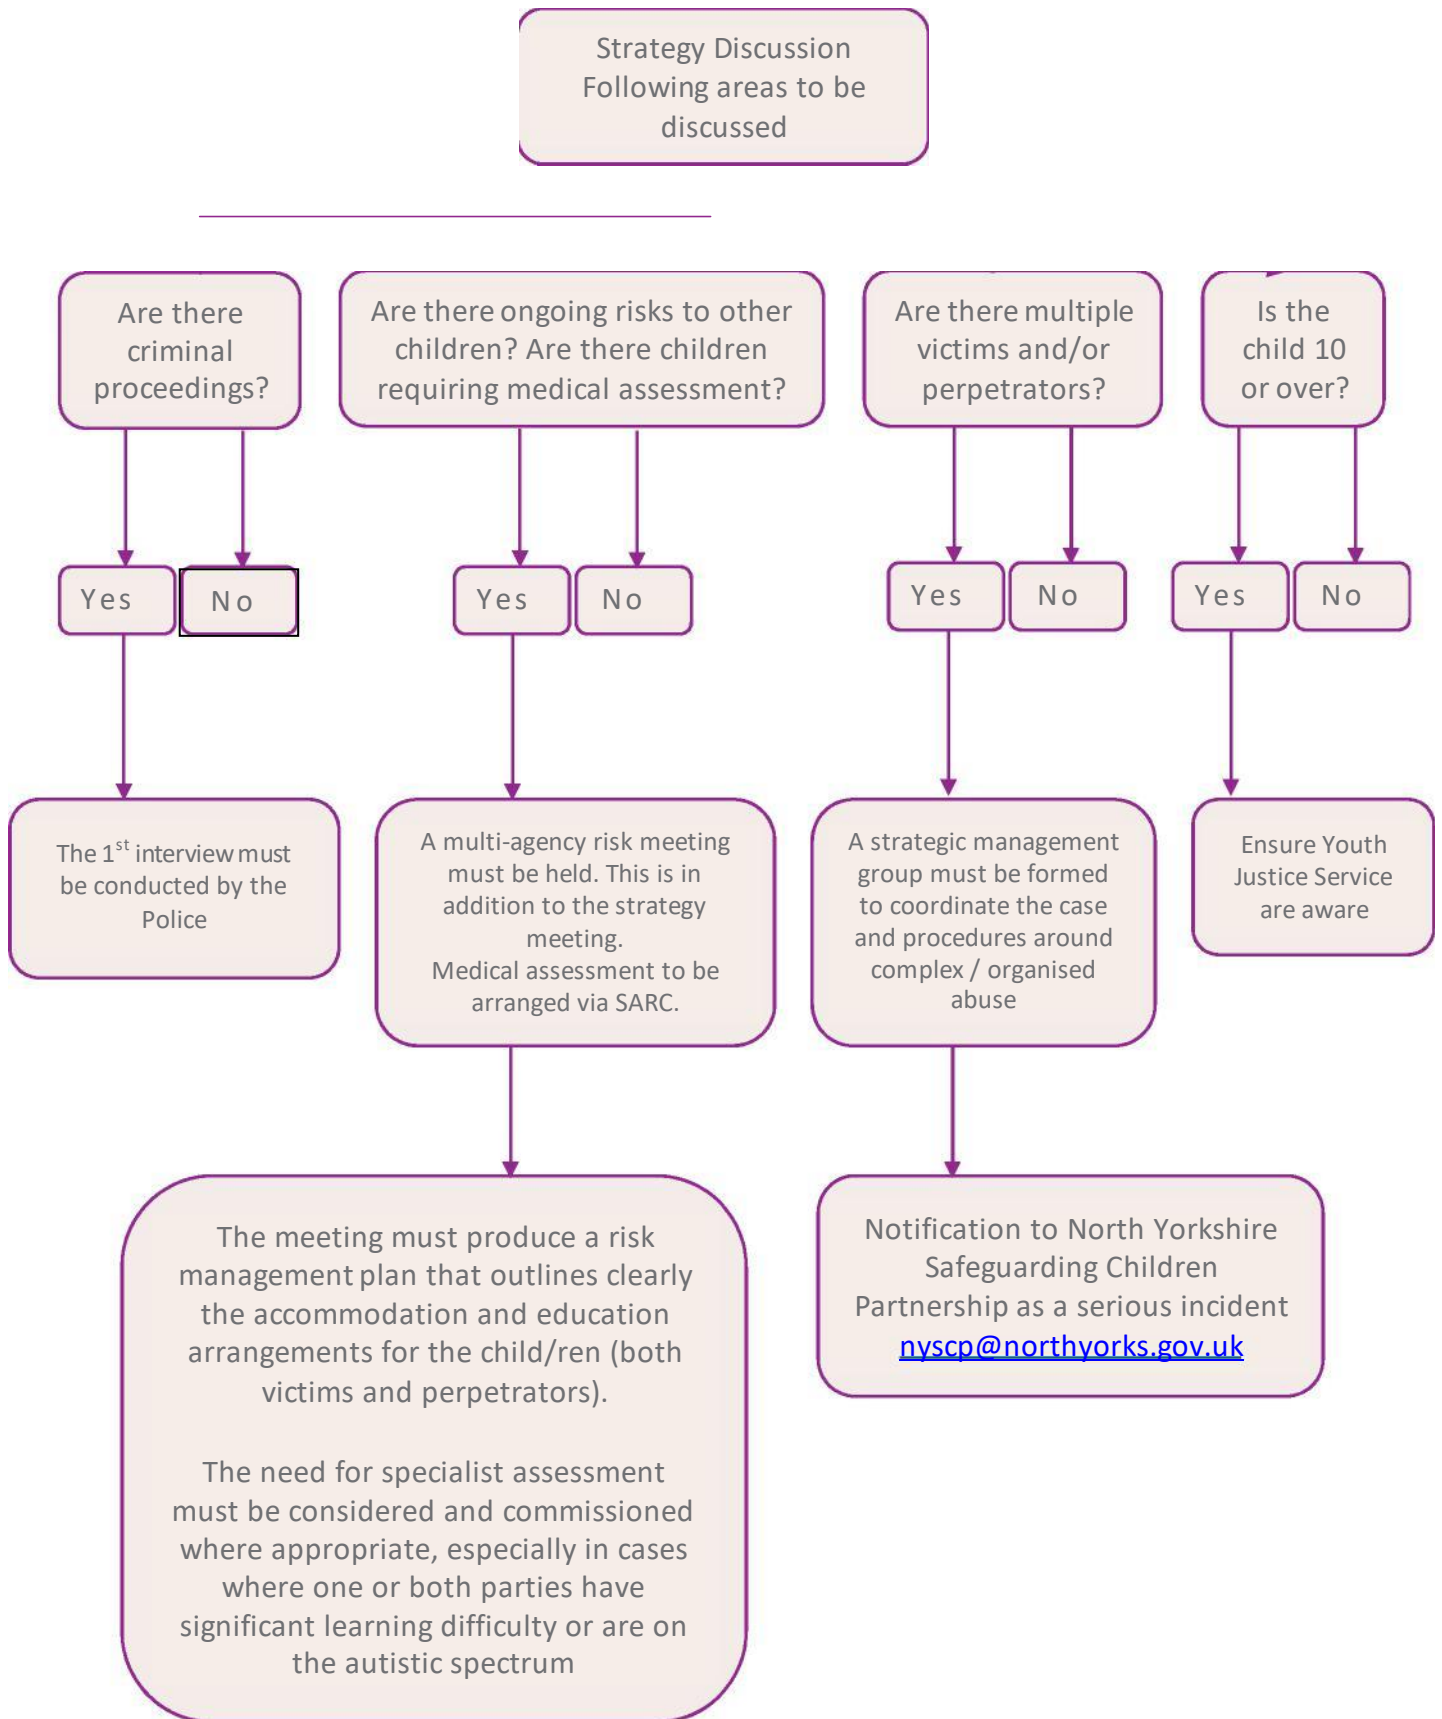 Strategy Discussion
Following areas to be
discussed
Are there
criminal
proceedings?
Are there ongoing risks to other
children? Are there children
requiring medical assessment?
Are there multiple
victims and/or
perpetrators?
Is the
child 10
or over?
Yes
No
Yes
No
Yes
No
Yes
No
The 1st interview must
be conducted by the
Police
A multi-agency risk meeting
must be held. This is in
addition to the strategy
meeting.
Medical assessment to be
arranged via SARC.
A strategic management
group must be formed
to coordinate the case
and procedures around
complex / organised
abuse
Ensure Youth
Justice Service
are aware
The meeting must produce a risk
management plan that outlines clearly
the accommodation and education
arrangements for the child/ren (both
victims and perpetrators).
The need for specialist assessment
must be considered and commissioned
where appropriate, especially in cases
where one or both parties have
significant learning difficulty or are on
the autistic spectrum
Notification to North Yorkshire
Safeguarding Children
Partnership as a serious incident
nyscp@northyorks.gov.uk